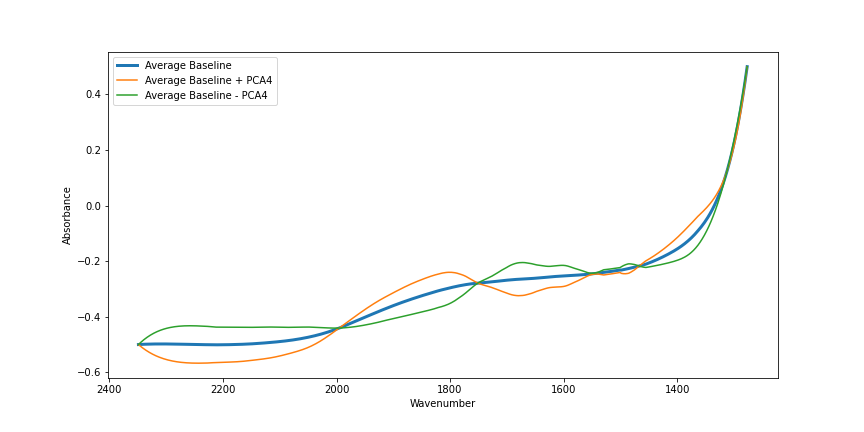 Average Baseline
Average Baseline + PCA4
Average Baseline - PCA4
0.4
0.2
0.0
−0.2
−0.4
−0.6
Absorbance
2400 2200 2000 1800 1600 1400
Wavenumber